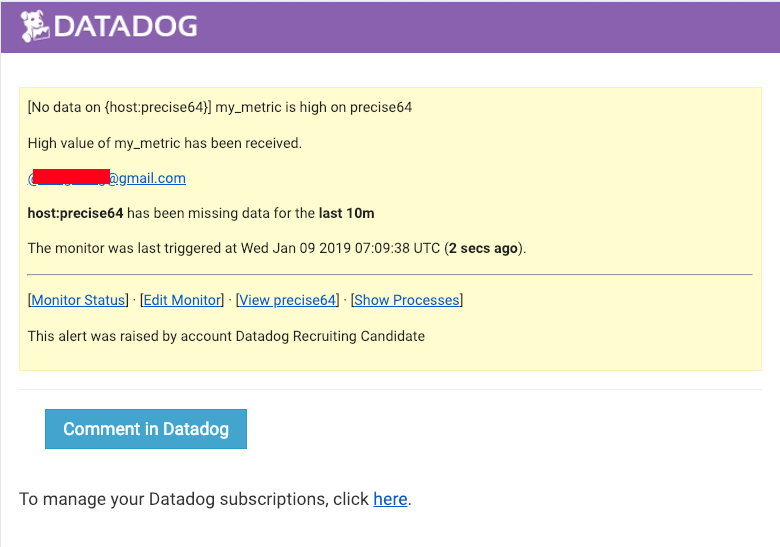 DATADOG
[No data on {host:precise64}] my_metric is high on precise64
High value of my_metric has been received.
@gmail.com
host:precise64 has been missing data for the last 10m
The monitor was last triggered at Wed Jan 09 2019 07:09:38 UTC (2 secs ago).
[Monitor Status] · [Edit Monitor] · [View precise64] · [Show Processes]
This alert was raised by account Datadog Recruiting Candidate
Comment in Datadog
To manage your Datadog subscriptions, click here.